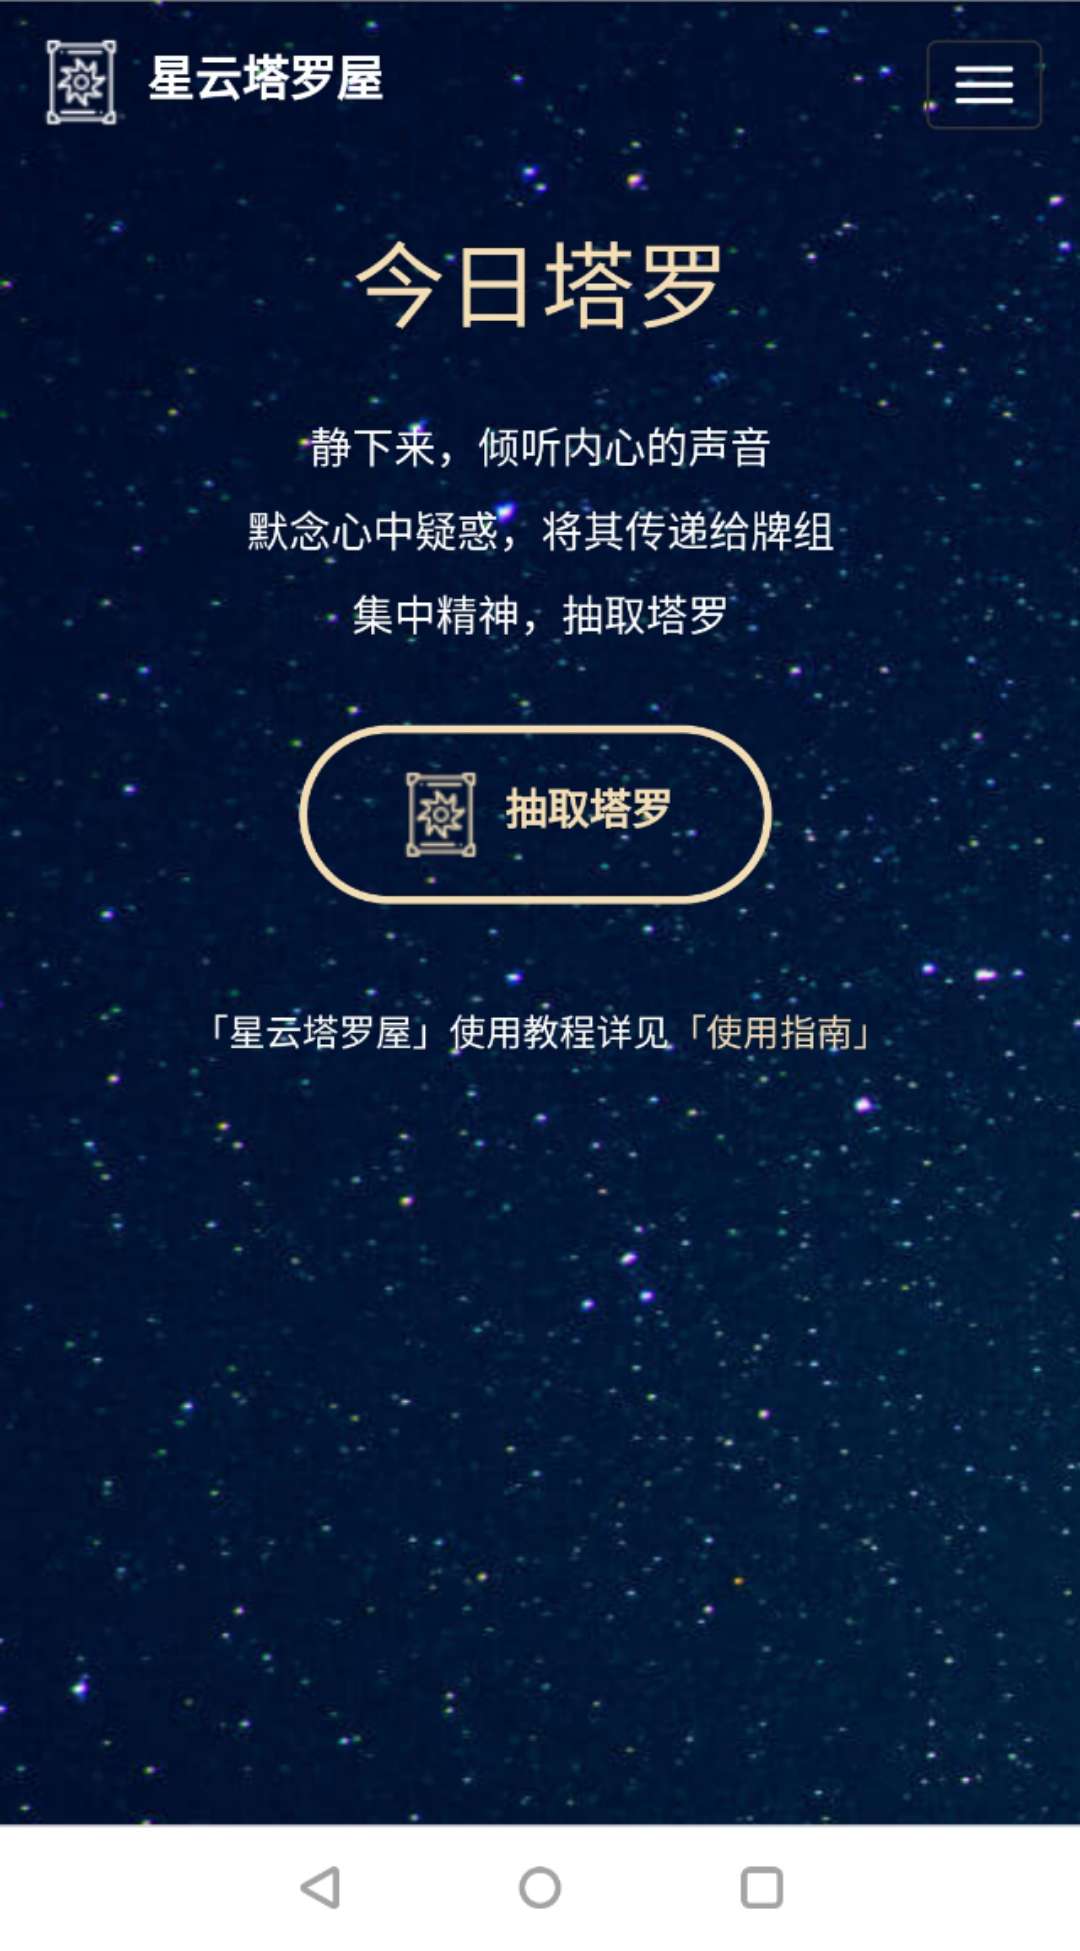 星云塔罗屋
今日塔罗
静下来，倾听内心的声音
默念心中疑惑，将其传递给牌组
集中精神，抽取塔罗
抽取塔罗
「星云塔罗屋」使用教程详见「使用指南」